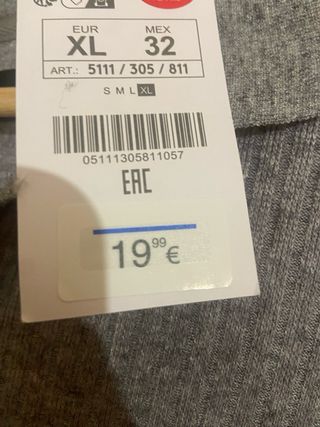 EUR MEX
XL 32
ART.: 5111 / 305 / 811
S M L XL
05111305811057
EAC
19,99 €